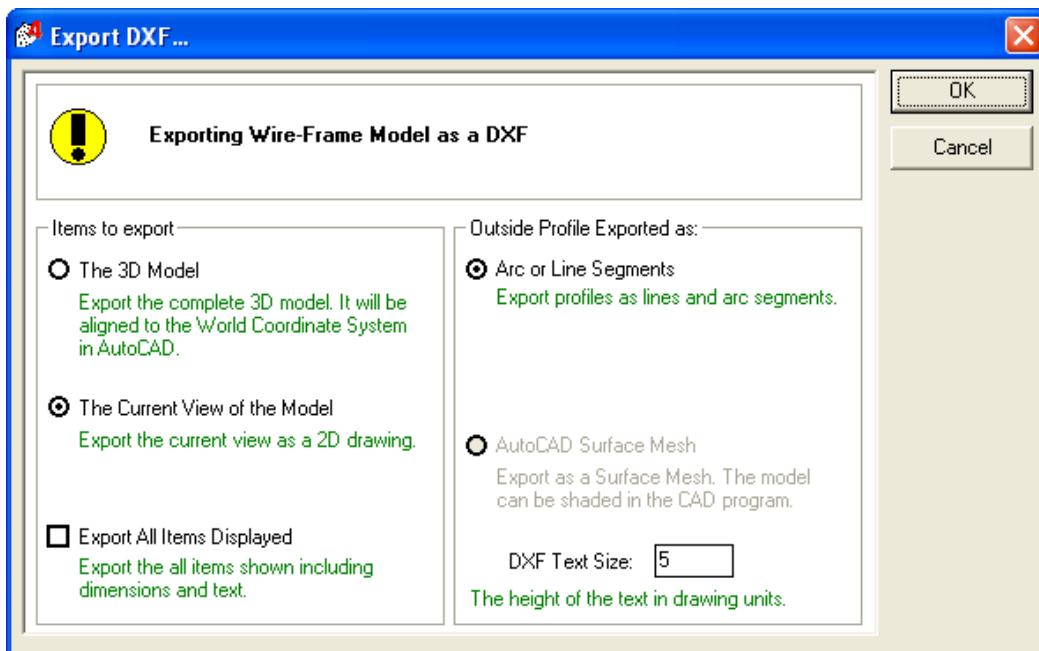 Export DXF...
OK
Cancel
Exporting Wire-Frame Model as a DXF
Items to export
The 3D Model
Export the complete 3D model. It will be
aligned to the World Coordinate System
in AutoCAD.
The Current View of the Model
Export the current view as a 2D drawing.
Export All Items Displayed
Export the all items shown including
dimensions and text.
Outside Profile Exported as:
Arc or Line Segments
Export profiles as lines and arc segments.
AutoCAD Surface Mesh
Export as a Surface Mesh. The model
can be shaded in the CAD program.
DXF Text Size: 5
The height of the text in drawing units.